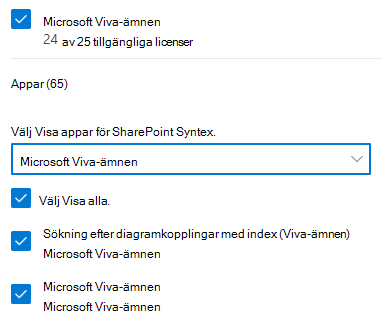 Microsoft Viva-ämnen
24 av 25 tillgängliga licenser
Appar (65)
Välj Visa appar för SharePoint Syntex.
Microsoft Viva-ämnen
Välj Visa alla.
Sökning efter diagramkopplingar med index (Viva-ämnen)
Microsoft Viva-ämnen
Microsoft Viva-ämnen
Microsoft Viva-ämnen